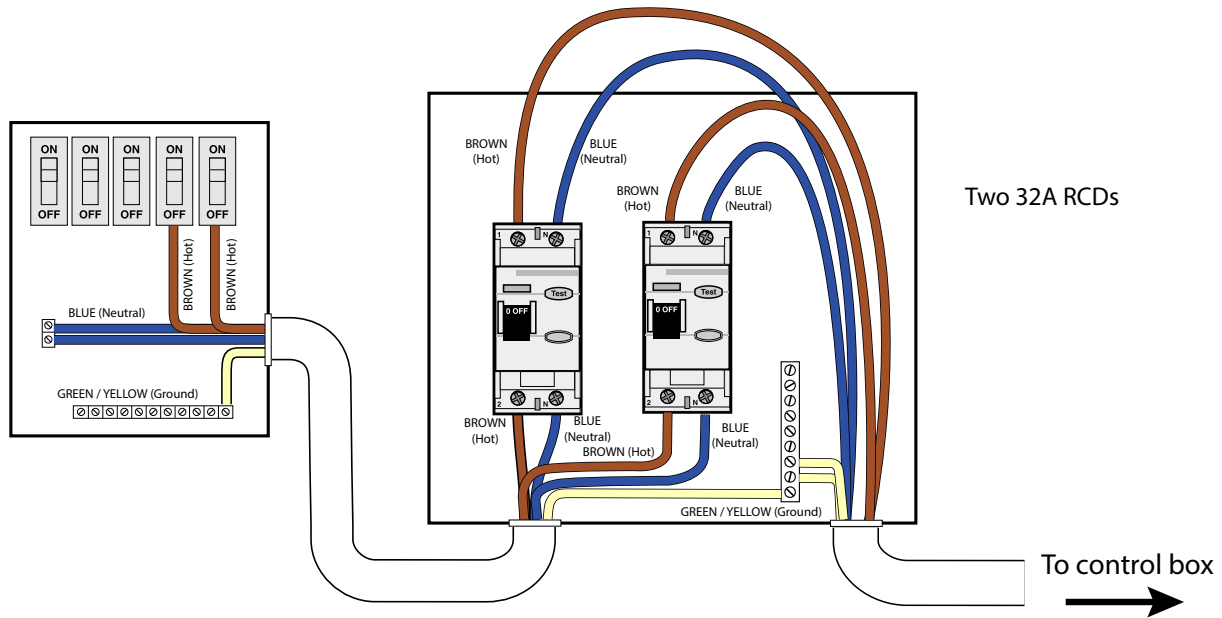 ON ON ON ON ON
OFF OFF OFF OFF OFF
BROWN (Hot)
BROWN (Hot)
BLUE (Neutral)
GREEN / YELLOW (Ground)
BROWN
(Hot)
BLUE
(Neutral)
BROWN
(Hot)
BLUE
(Neutral)
1 N
Test
0 OFF
2 N
1 N
Test
0 OFF
2 N
BROWN
(Hot)
BLUE
(Neutral)
BROWN (Hot)
BLUE
(Neutral)
GREEN / YELLOW (Ground)
Two 32A RCDs
To control box